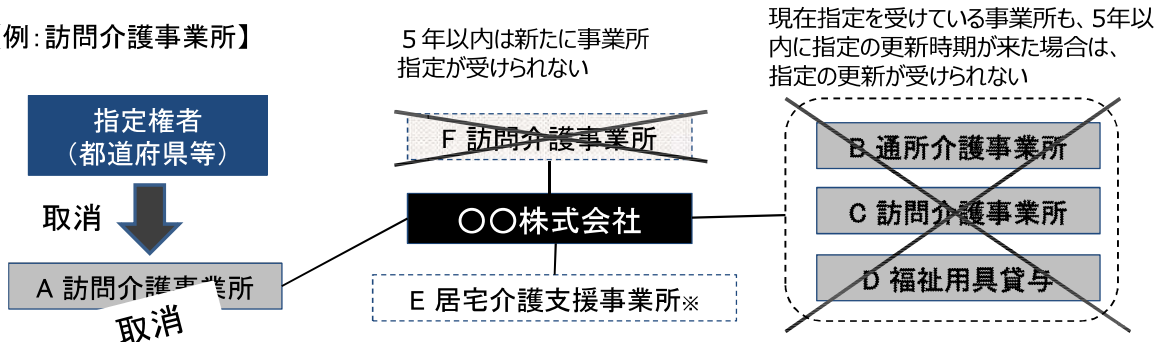 例：訪問介護事業所】
指定権者
（都道府県等）
取消
A 訪問介護事業所
取消
５年以内は新たに事業所
指定が受けられない
F 訪問介護事業所
〇〇株式会社
E 居宅介護支援事業所※
現在指定を受けている事業所も、5年以
内に指定の更新時期が来た場合は、
指定の更新が受けられない
B 通所介護事業所
C 訪問介護事業所
D 福祉用具貸与